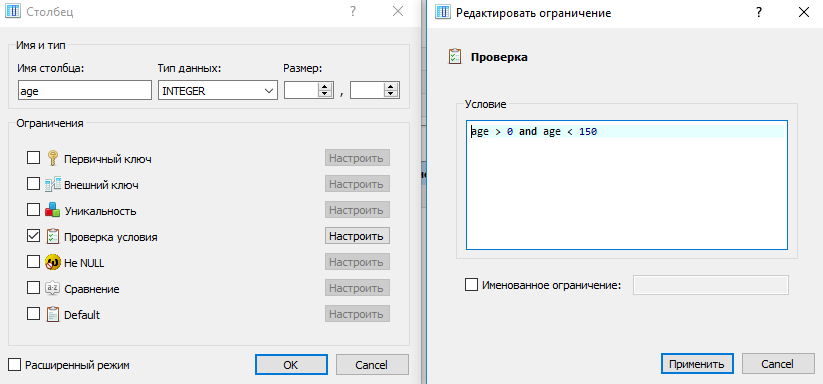 Столбец
Имя и тип
Имя столбца:
Тип данных:
Размер:
age
INTEGER
,
Ограничения
Первичный ключ
Настроить
Внешний ключ
Настроить
Уникальность
Настроить
Проверка условия
Настроить
Не NULL
Настроить
Сравнение
Настроить
Default
Настроить
Расширенный режим
OK
Cancel
Редактировать ограничение
Проверка
Условие
age > 0 and age < 150
Именованное ограничение:
Применить
Cancel